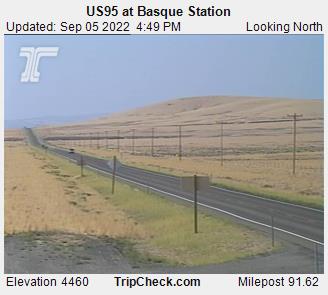 US95 at Basque Station
Updated: Sep 05 2022 4:49 PM Looking North
Elevation 4460 TripCheck.com Milepost 91.62